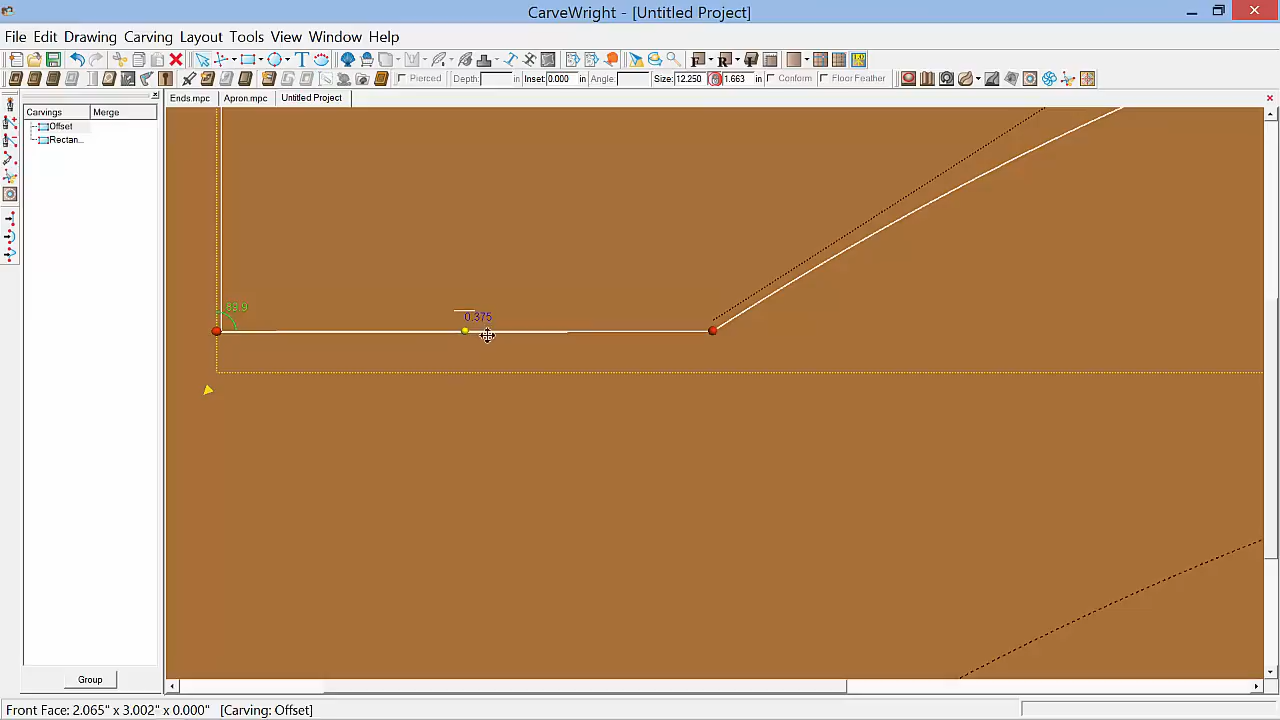 CarveWright - [Untitled Project]
File Edit Drawing Carving Layout Tools View Window Help
Pierced Depth: in Inset: 0.000 in Angle: Size: 12.250 1.663 in Conform Floor Feather
Carvings Merge
Ends.mpc Apron.mpc Untitled Project
Offset
Rectan...
89.9
0.375
Group
Front Face: 2.065" x 3.002" x 0.000" [Carving: Offset]